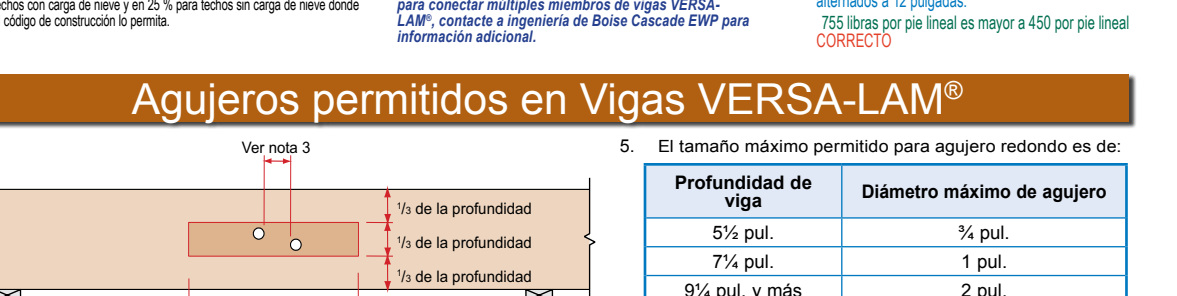 echos con carga de nieve y en 25 % para techos sin carga de nieve donde
código de construcción lo permita.
para conectar múltiples miembros de vigas VERSA-
LAM®, contacte a ingeniería de Boise Cascade EWP para
información adicional.
alternados a 12 pulgadas.
755 libras por pie lineal es mayor a 450 por pie lineal
CORRECTO
Agujeros permitidos en Vigas VERSA-LAM®
Ver nota 3
1/3 de la profundidad
1/3 de la profundidad
1/3 de la profundidad
5. El tamaño máximo permitido para agujero redondo es de:
Profundidad de viga Diámetro máximo de agujero
5½ pul. ¾ pul.
7¼ pul. 1 pul.
9¼ pul. y más 2 pul.